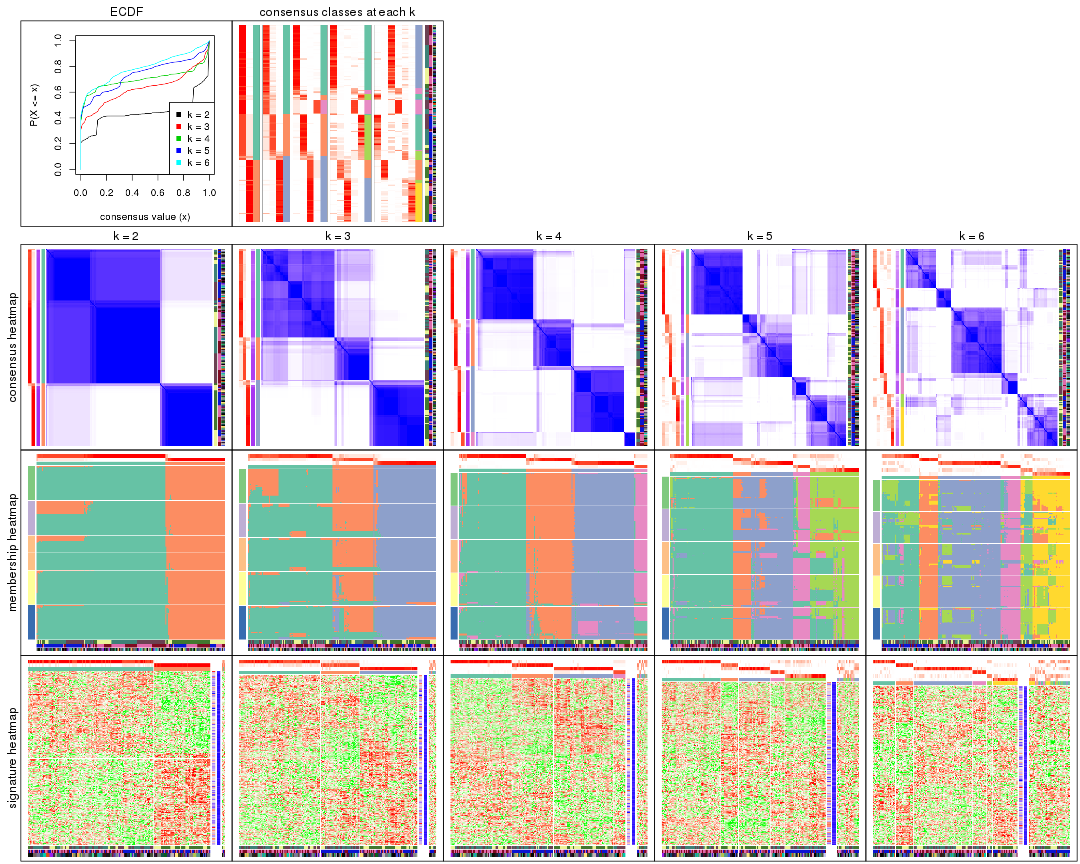 ECDF
consensus classes at each k
P(X <= x)
0.0 0.2 0.4 0.6 0.8 1.0
k = 2
k = 3
k = 4
k = 5
k = 6
0.0 0.2 0.4 0.6 0.8 1.0
consensus value (x)
k = 2
k = 3
k = 4
k = 5
k = 6
consensus heatmap
membership heatmap
signature heatmap